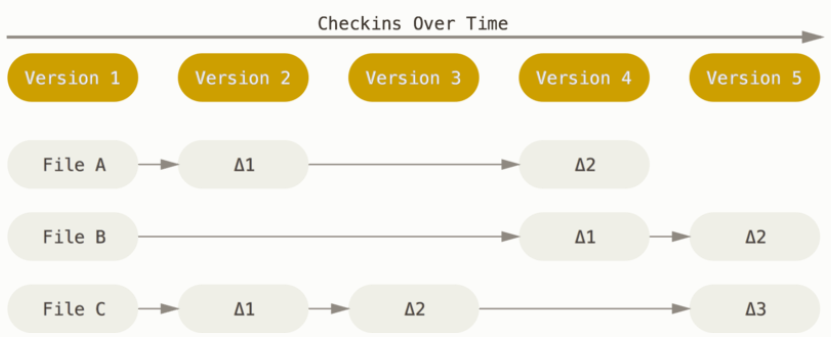 Checkins Over Time
Version 1 Version 2 Version 3 Version 4 Version 5
File A Δ1 Δ2
File B Δ1 Δ2
File C Δ1 Δ2 Δ3